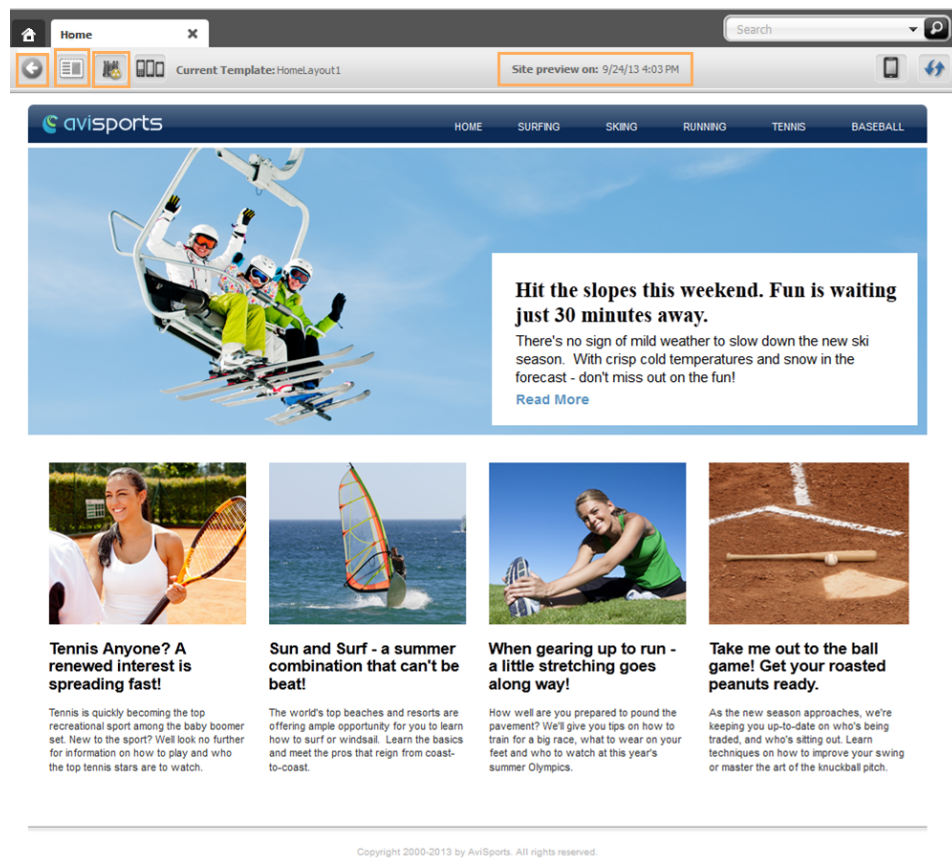 Home
Search
Current Template: HomeLayout1
Site preview on: 9/24/13 4:03 PM
avisports
HOME SURFING SKIING RUNNING TENNIS BASEBALL
Hit the slopes this weekend. Fun is waiting
just 30 minutes away.
There's no sign of mild weather to slow down the new ski
season. With crisp cold temperatures and snow in the
forecast - don't miss out on the fun!
Read More
Tennis Anyone? A
renewed interest is
spreading fast!
Tennis is quickly becoming the top
recreational sport among the baby boomer
set. New to the sport? Well look no further
for information on how to play and who
the top tennis stars are to watch.
Sun and Surf - a summer
combination that can't be
beat!
The world's top beaches and resorts are
offering ample opportunity for you to learn
how to surf or windsail. Learn the basics
and meet the pros that reign from coast-
to-coast.
When gearing up to run -
a little stretching goes
along way!
How well are you prepared to pound the
pavement? We'll give you tips on how to
train for a big race, what to wear on your
feet and who to watch at this year's
summer Olympics.
Take me out to the ball
game! Get your roasted
peanuts ready.
As the new season approaches, we're
keeping you up-to-date on who's being
traded, and who's sitting out. Learn
techniques on how to improve your swing
or master the art of the knuckball pitch.
Copyright 2000-2013 by AviSports. All rights reserved.